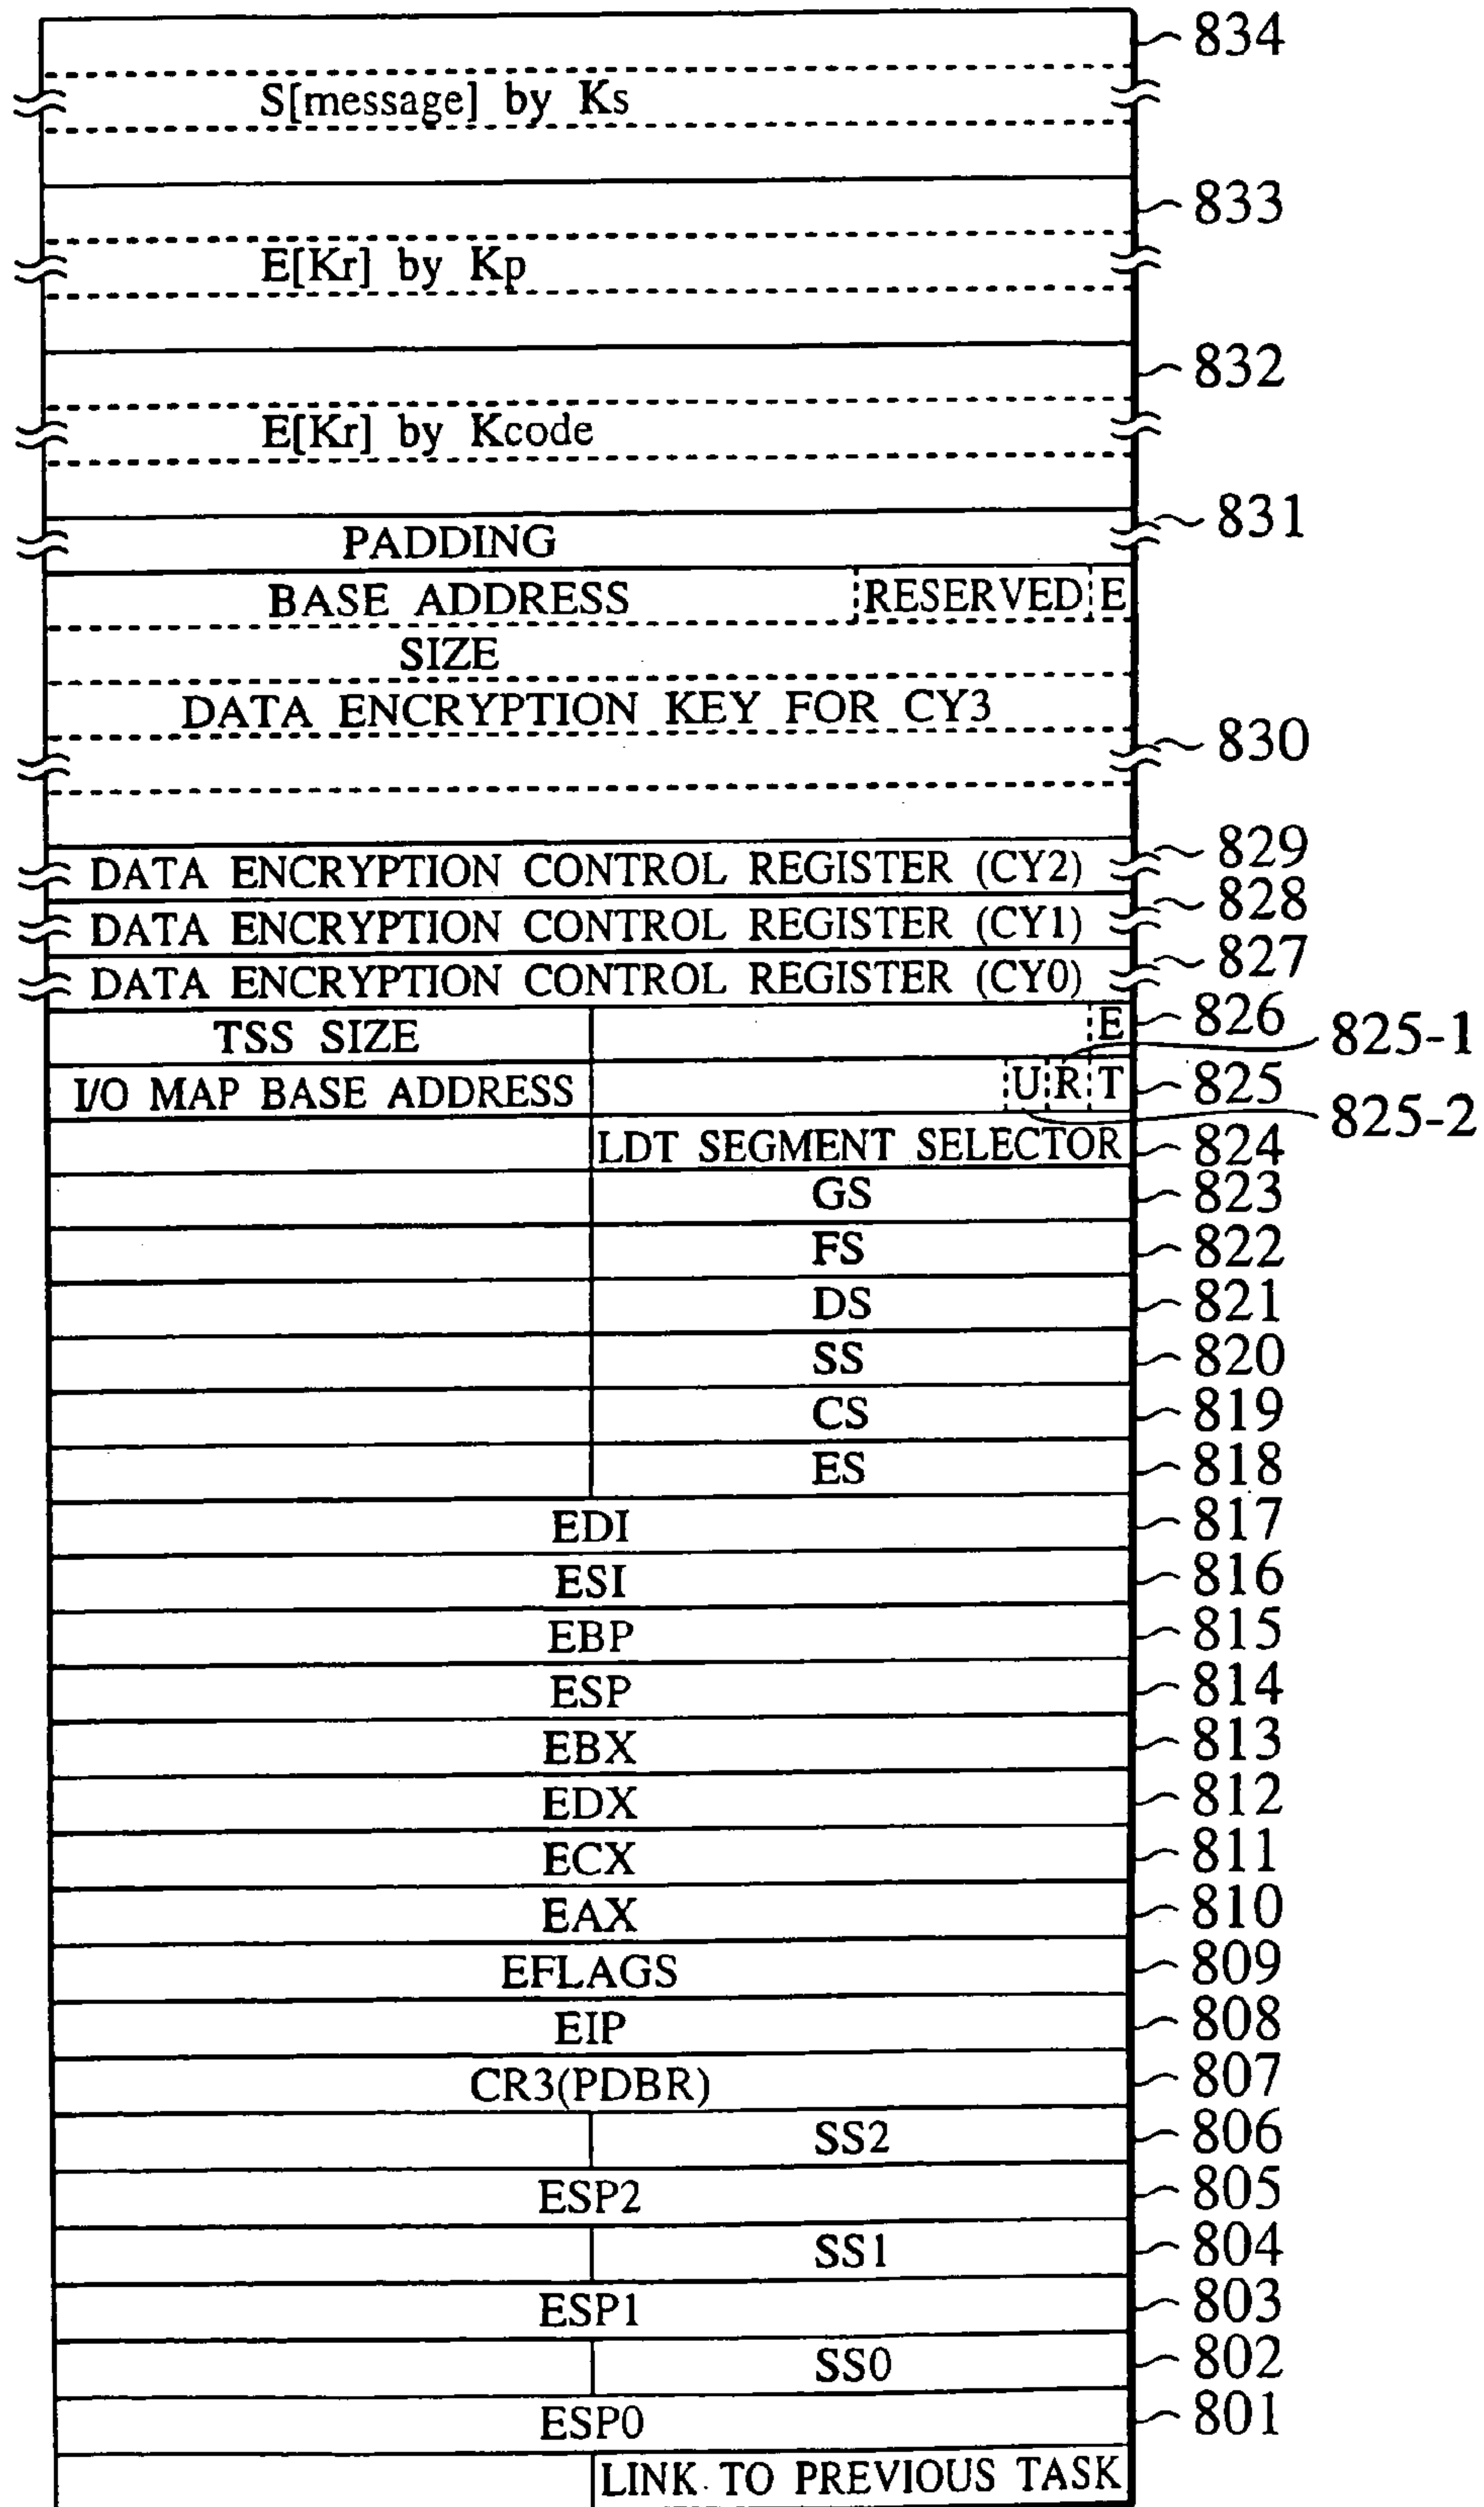 834
S[message] by Ks
833
E[Kr] by Kp
832
E[Kr] by Kcode
831
PADDING
BASE ADDRESS RESERVED E
SIZE
DATA ENCRYPTION KEY FOR CY3
830
829
DATA ENCRYPTION CONTROL REGISTER (CY2)
828
DATA ENCRYPTION CONTROL REGISTER (CY1)
827
DATA ENCRYPTION CONTROL REGISTER (CY0)
TSS SIZE E 826
825-1
I/O MAP BASE ADDRESS U R T 825
825-2
LDT SEGMENT SELECTOR 824
GS 823
FS 822
DS 821
SS 820
CS 819
ES 818
EDI 817
ESI 816
EBP 815
ESP 814
EBX 813
EDX 812
ECX 811
EAX 810
EFLAGS 809
EIP 808
CR3(PDBR) 807
SS2 806
ESP2 805
SS1 804
ESP1 803
SS0 802
ESP0 801
LINK TO PREVIOUS TASK